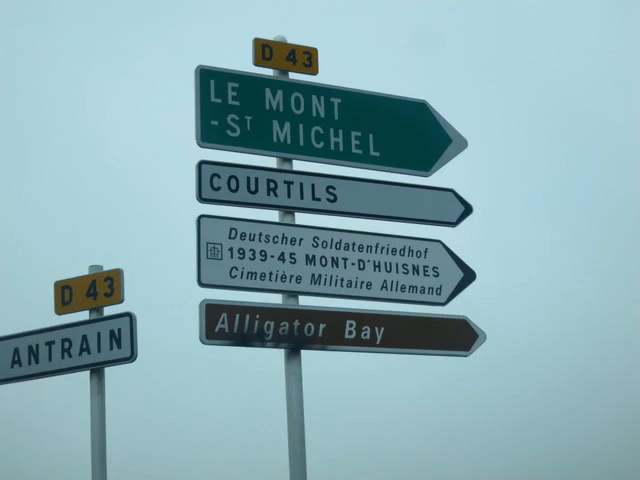 D 43
LE MONT
-ST MICHEL
COURTILS
Deutscher Soldatenfriedhof
1939-45 MONT-D'HUISNES
Cimetière Militaire Allemand
Alligator Bay
D 43
ANTRAIN